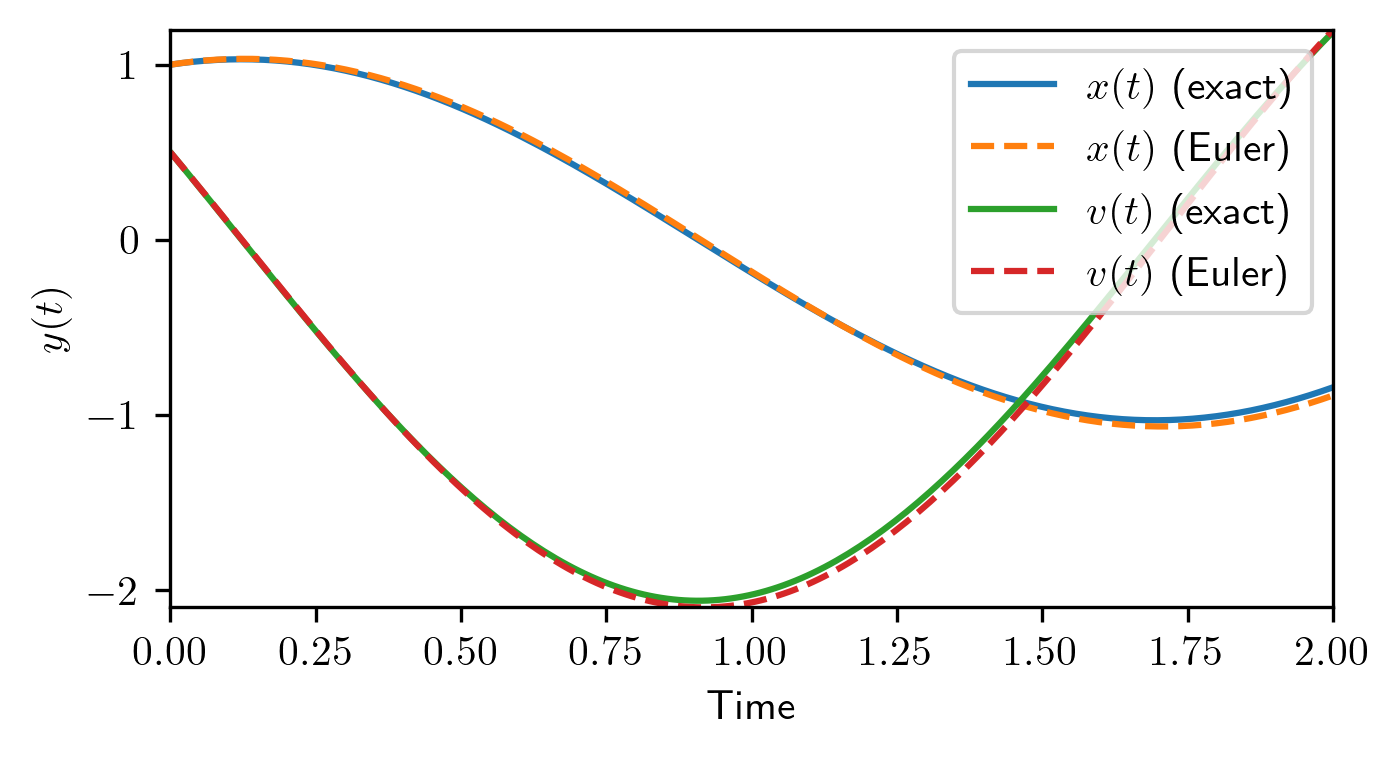 1
0
−1
−2
y(t)
x(t) (exact)
x(t) (Euler)
v(t) (exact)
v(t) (Euler)
0.00 0.25 0.50 0.75 1.00 1.25 1.50 1.75 2.00
Time